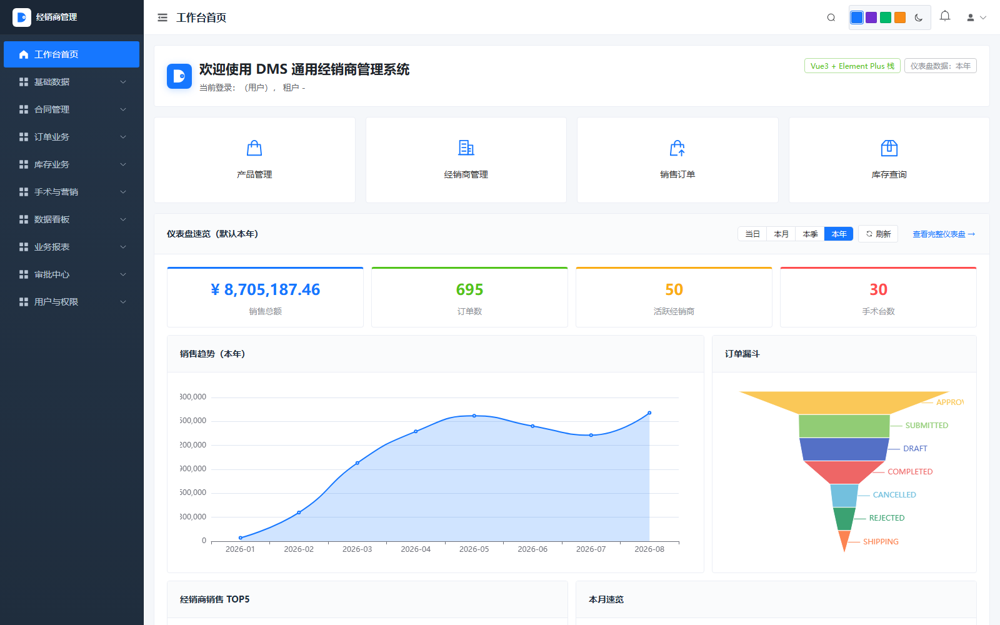 经销商管理
工作台首页
基础数据
合同管理
订单业务
库存业务
手术与营销
数据看板
业务报表
审批中心
用户与权限
工作台首页
欢迎使用 DMS 通用经销商管理系统
当前登录： （用户）， 租户 -
Vue3 + Element Plus 栈
仪表盘数据：本年
产品管理
经销商管理
销售订单
库存查询
仪表盘速览（默认本年）
当日
本月
本季
本年
刷新
查看完整仪表盘 →
¥ 8,705,187.46
销售总额
695
订单数
50
活跃经销商
30
手术台数
销售趋势（本年）
300,000
500,000
200,000
900,000
600,000
300,000
0
2026-01
2026-02
2026-03
2026-04
2026-05
2026-06
2026-07
2026-08
订单漏斗
APPROV
SUBMITTED
DRAFT
COMPLETED
CANCELLED
REJECTED
SHIPPING
经销商销售 TOP5
本月速览